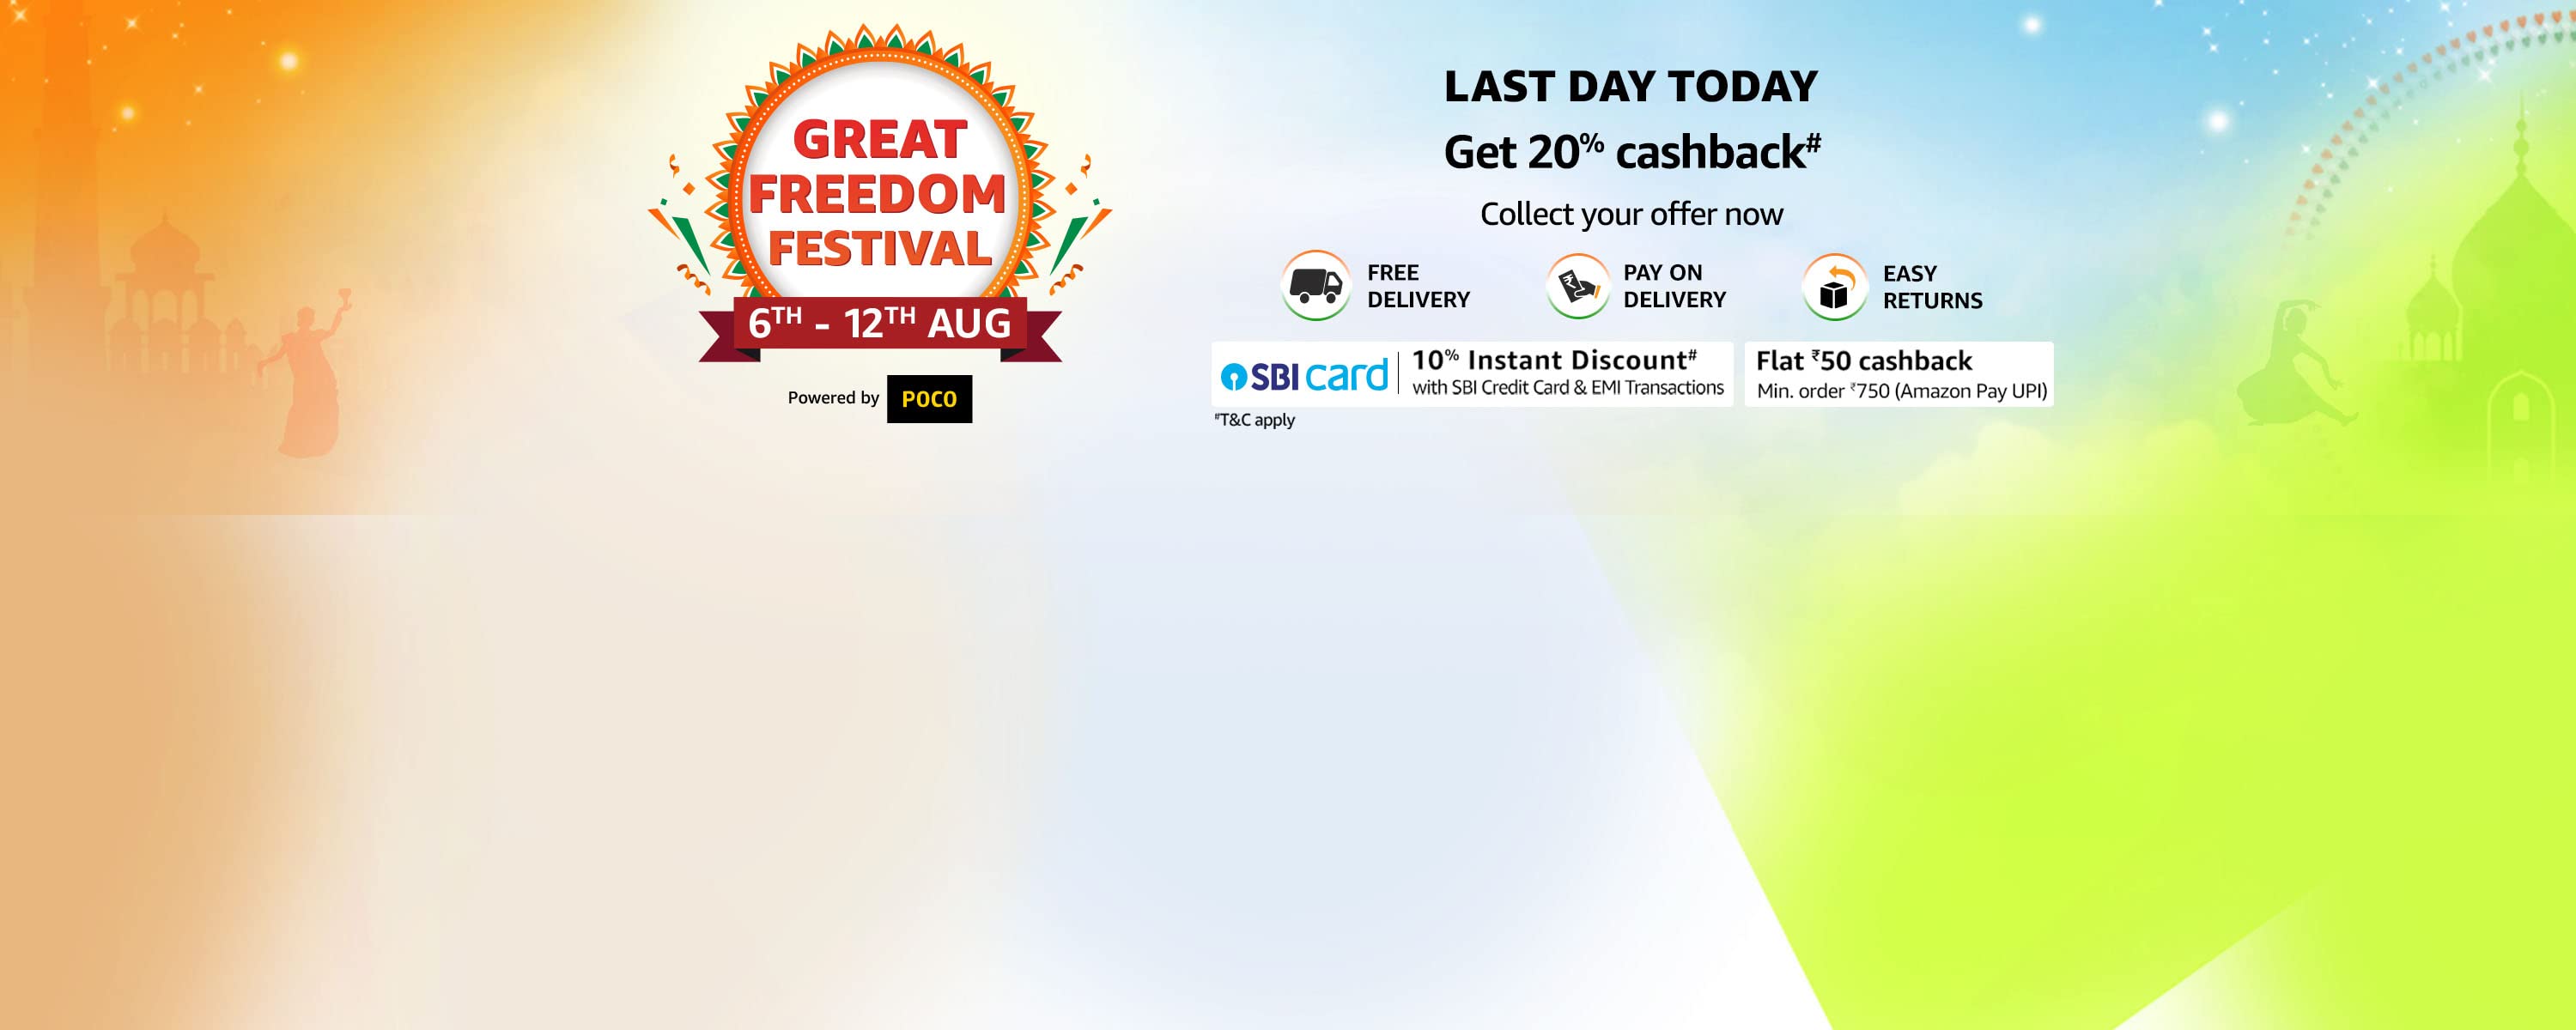 GREAT
FREEDOM
FESTIVAL
6TH - 12TH AUG
Powered by POCO
LAST DAY TODAY
Get 20% cashback#
Collect your offer now
FREE
DELIVERY
PAY ON
DELIVERY
EASY
RETURNS
SBI card
10% Instant Discount#
with SBI Credit Card & EMI Transactions
Flat ₹50 cashback
Min. order ₹750 (Amazon Pay UPI)
#T&C apply